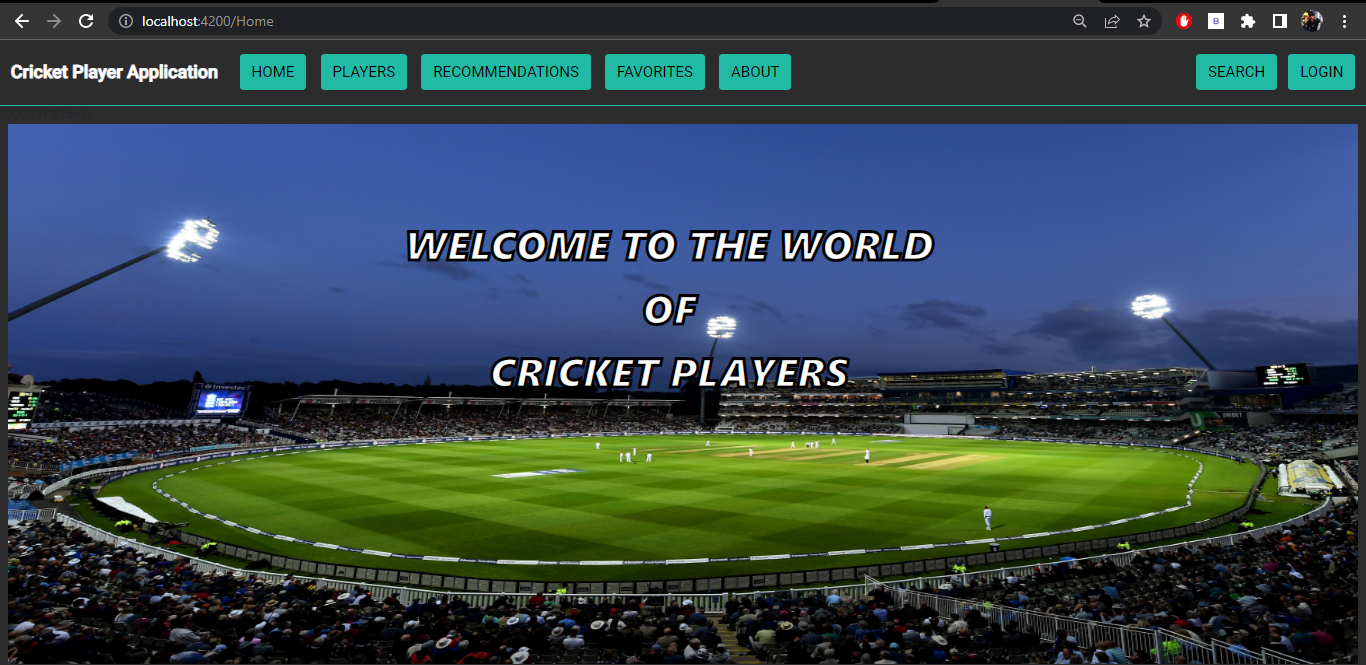 localhost:4200/Home
B
Cricket Player Application HOME PLAYERS RECOMMENDATIONS FAVORITES ABOUT SEARCH LOGIN
WELCOME TO THE WORLD
OF
CRICKET PLAYERS
Investec